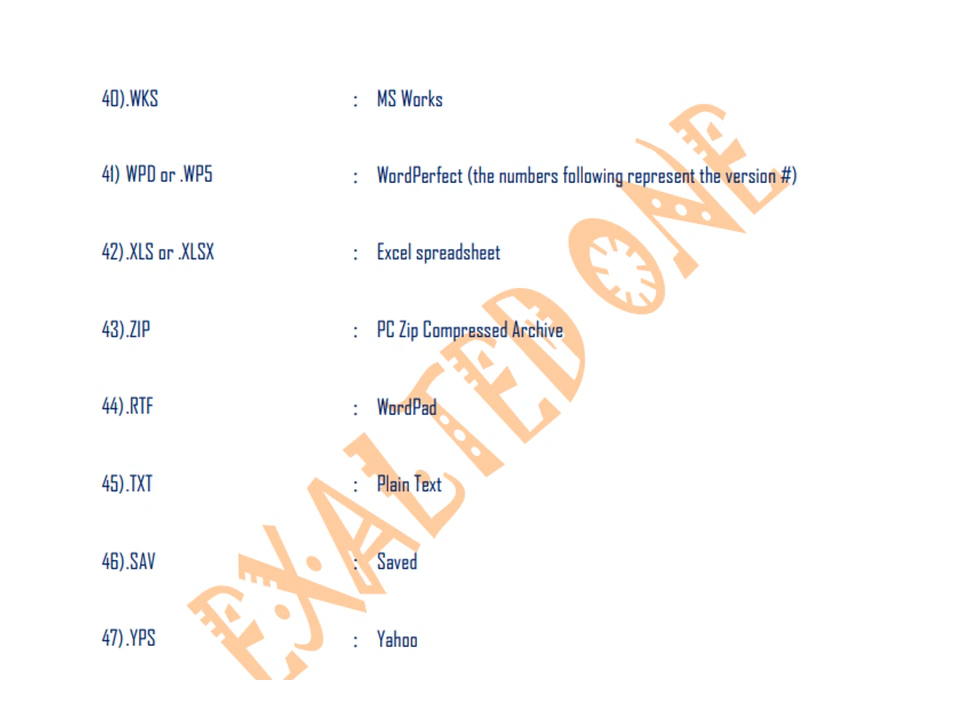 40).WKS : MS Works
41) WPD or .WP5 : WordPerfect (the numbers following represent the version #)
42).XLS or .XLSX : Excel spreadsheet
43).ZIP : PC Zip Compressed Archive
44).RTF : WordPad
45).TXT : Plain Text
46).SAV : Saved
47).YPS : Yahoo
EXALTED ONE